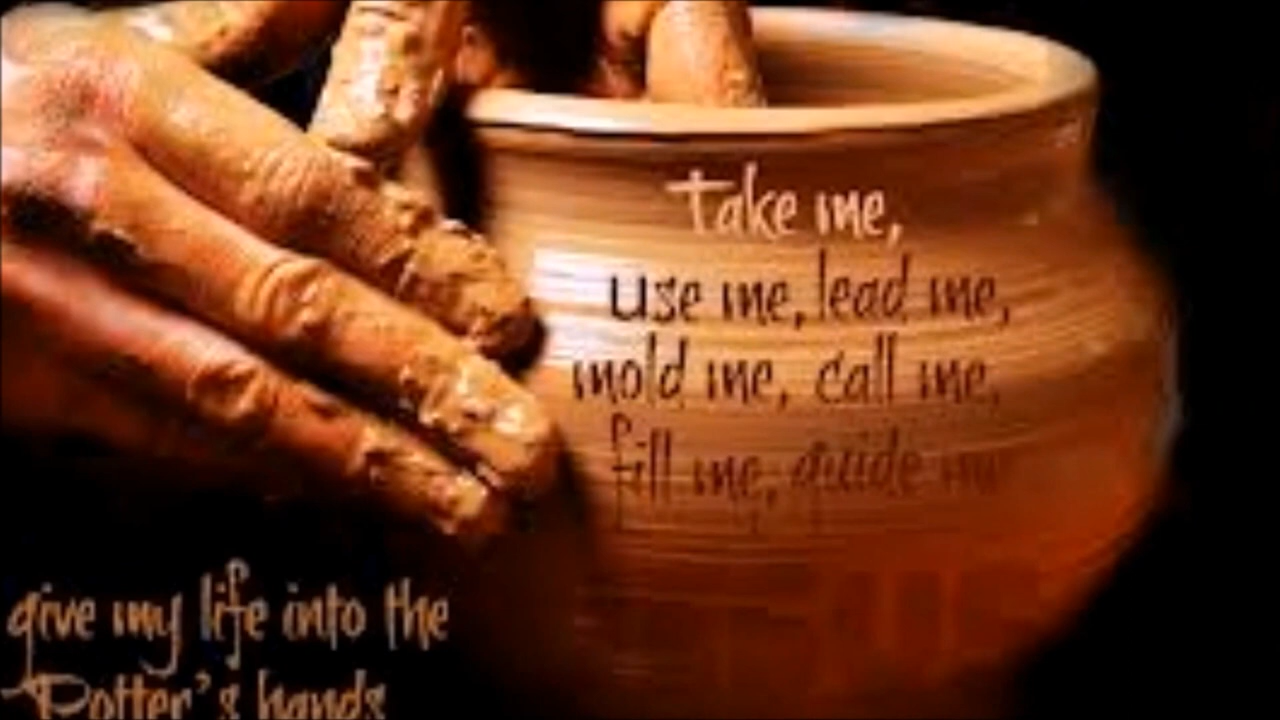 Take me,
use me, lead me,
mold me, call me,
fill me, guide me
give my life into the
Potter's hands